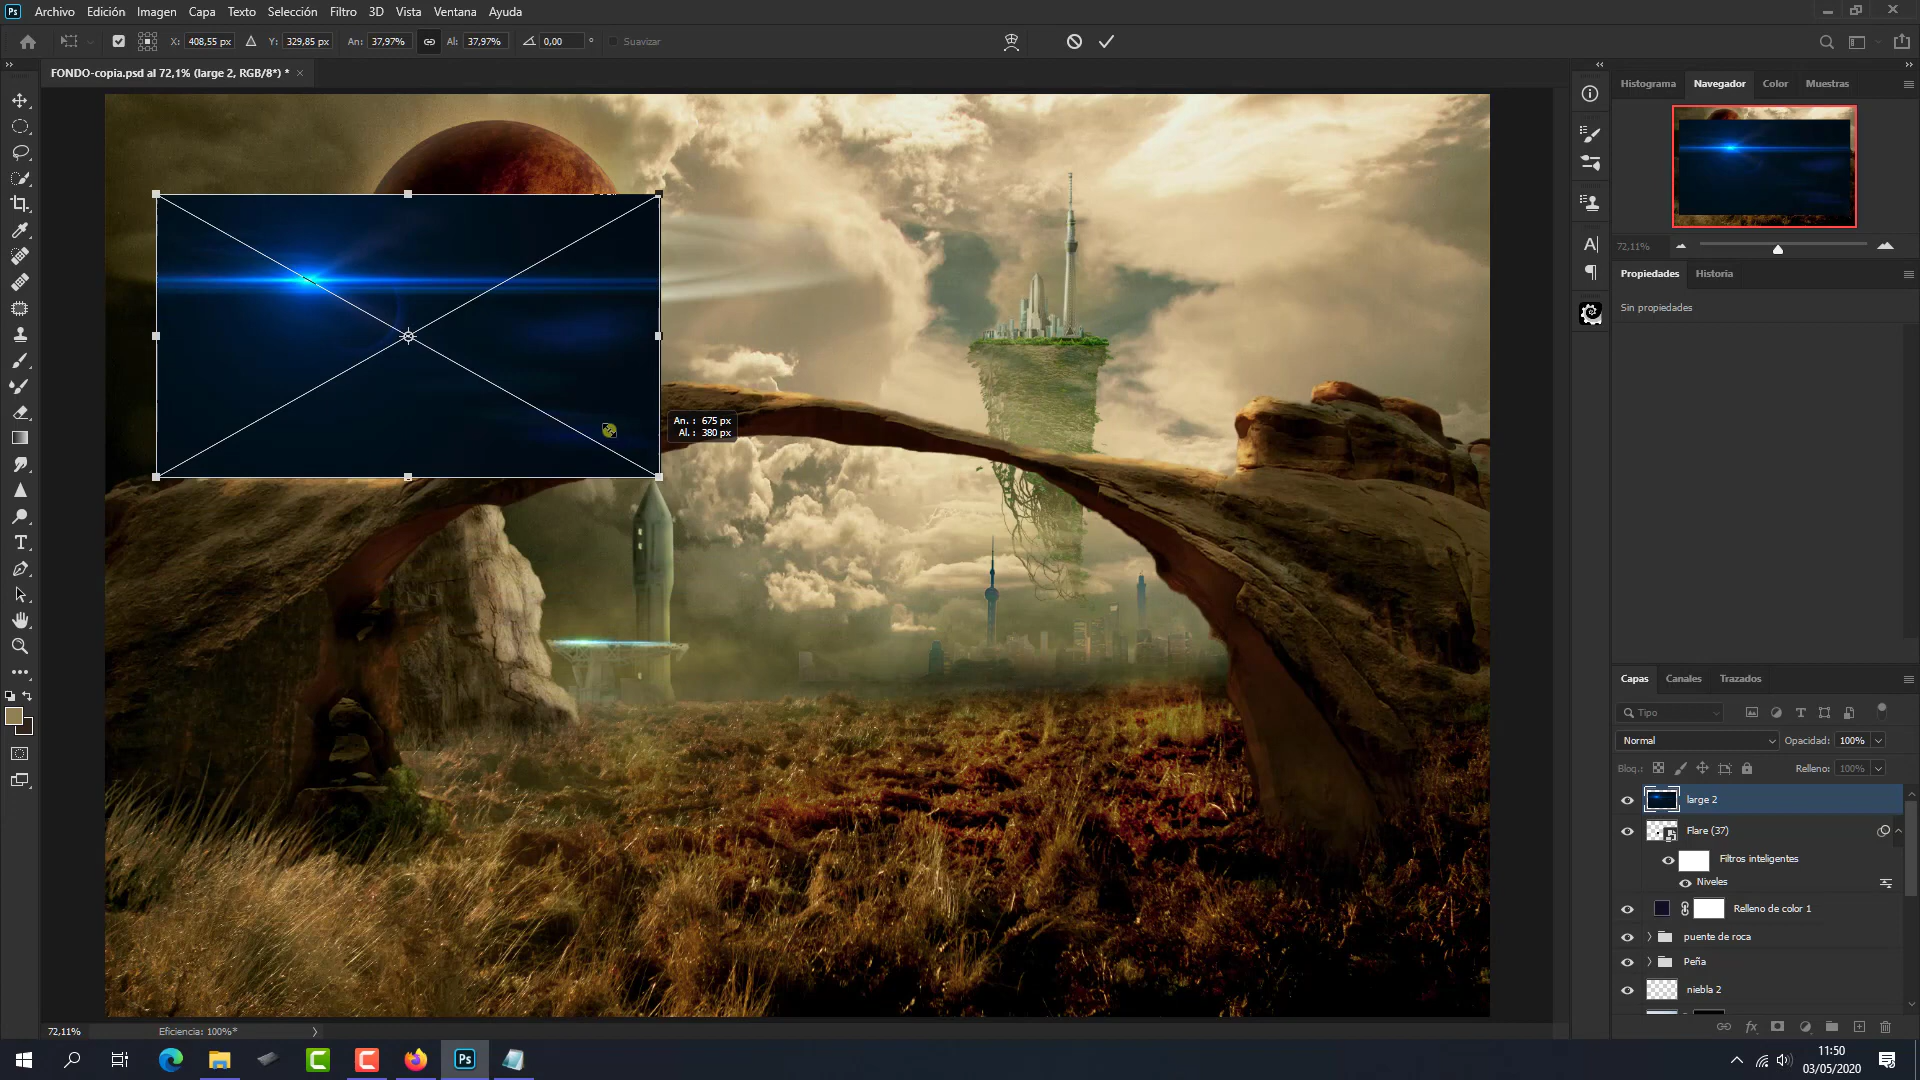 Ps Archivo Edición Imagen Capa Texto Selección Filtro 3D Vista Ventana Ayuda
X: 408,55 px Y: 329,85 px An: 37,97% Al: 37,97% 0,00 ° Suavizar
FONDO-copia.psd al 72,1% (large 2, RGB/8*) * ×
Histograma Navegador Color Muestras
72,11%
Propiedades Historia
Sin propiedades
An. : 675 px
Al. : 380 px
Capas Canales Trazados
Tipo
Normal Opacidad: 100%
Bloq.: Relleno: 100%
large 2
Flare (37)
Filtros inteligentes
Niveles
Relleno de color 1
puente de roca
Peña
niebla 2
72,11% Eficiencia: 100%*
Ps
11:50
03/05/2020